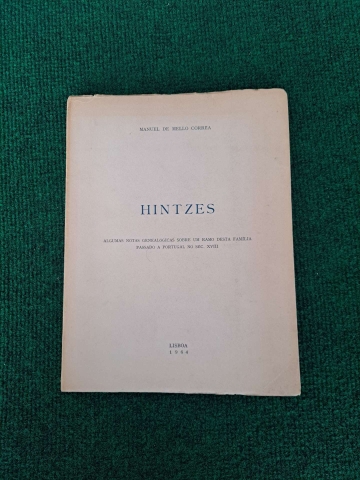 MANUEL DE MELLO CORRÊA
HINTZES
ALGUMAS NOTAS GENEALÓGICAS SOBRE UM RAMO DESTA FAMÍLIA
PASSADO A PORTUGAL NO SEC. XVIII
LISBOA